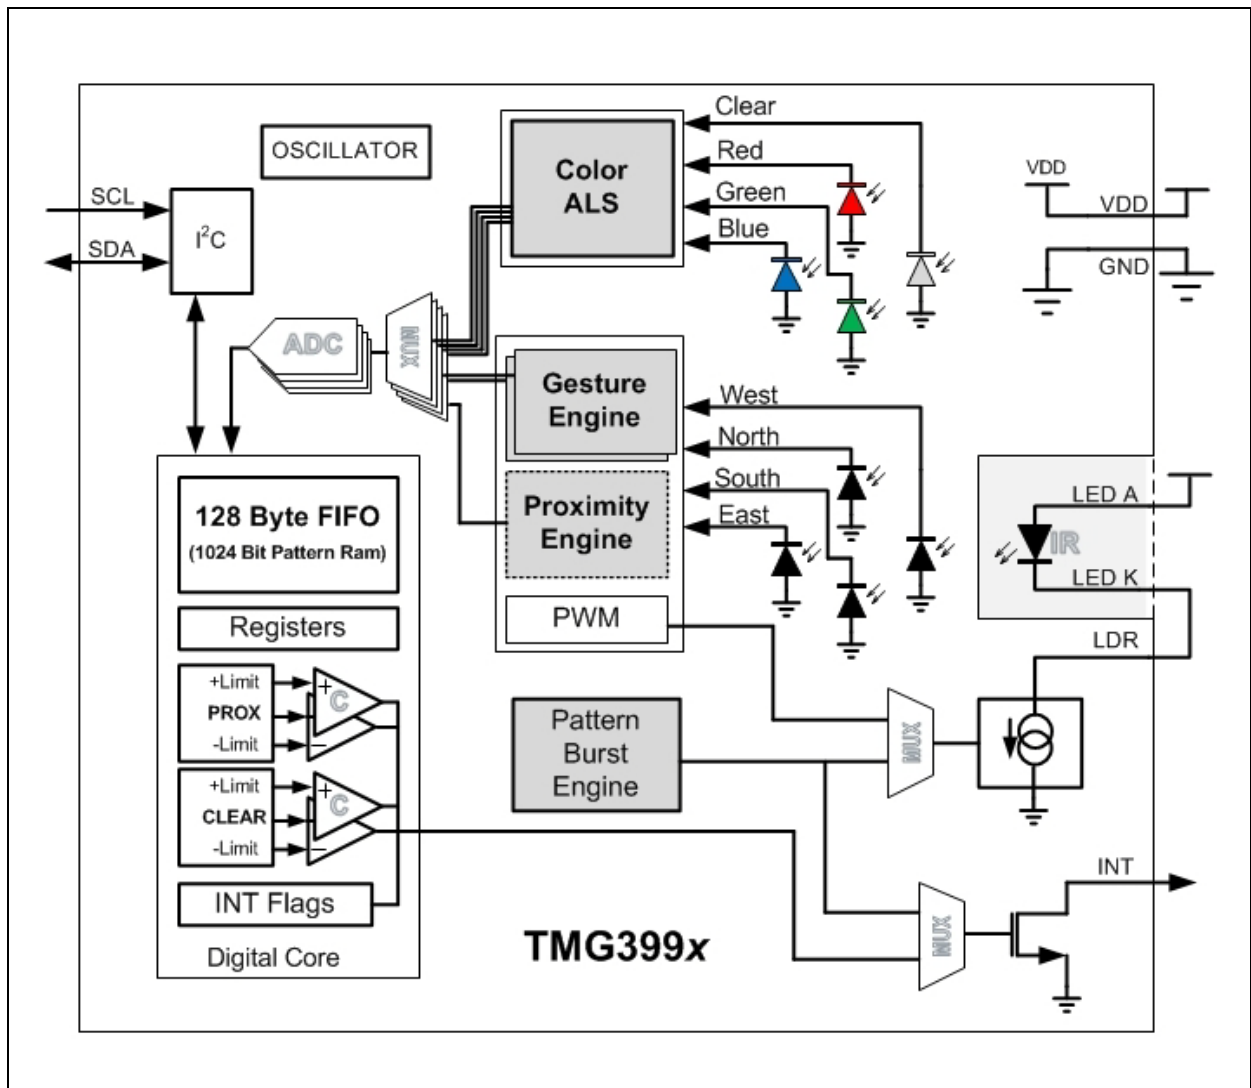 OSCILLATOR
SCL
SDA
I²C
ADC
MUX
Color
ALS
Clear
Red
Green
Blue
VDD
VDD
GND
Gesture
Engine
Proximity
Engine
PWM
West
North
South
East
LED A
IR
LED K
LDR
128 Byte FIFO
(1024 Bit Pattern Ram)
Registers
+Limit
PROX
-Limit
+
C
−
+Limit
CLEAR
-Limit
+
C
−
INT Flags
Digital Core
Pattern
Burst
Engine
MUX
MUX
INT
TMG399x